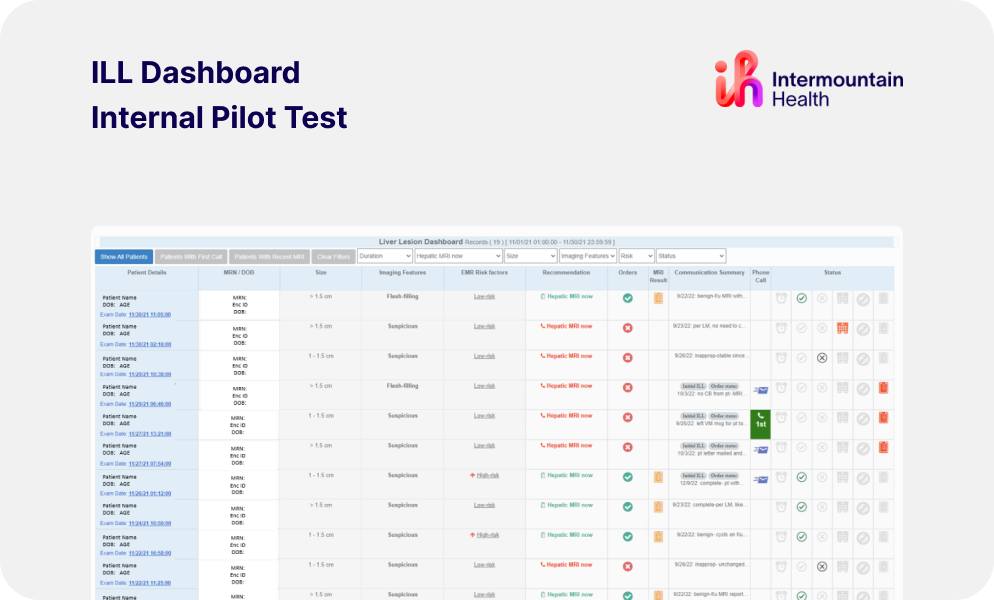 ILL Dashboard
Internal Pilot Test
Intermountain
Health
Liver Lesion Dashboard Records ( 19 ) [ 11/01/21 01:00:00 - 11/30/21 23:59:59 ]
Show All Patients Patients With First Call Patients With Recent MRI Clear Filters Duration Hepatic MRI now Size Imaging Features Risk Status
Patient Details MRN / DOB Size Imaging Features EMR Risk factors Recommendation Orders MRI Result Communication Summary Phone Call Status
Patient Name MRN: > 1.5 cm Flash-filling Low-risk Hepatic MRI now 9/22/22: benign-f/u MRI with...
DOB: AGE Enc ID
Exam Date: 11/30/21 11:05:00 DOB:
Patient Name MRN: > 1.5 cm Suspicious Low-risk Hepatic MRI now 9/23/22: per LM, no need to c...
DOB: AGE Enc ID
Exam Date: 11/30/21 02:10:00 DOB:
Patient Name MRN: 1 - 1.5 cm Suspicious Low-risk Hepatic MRI now 9/26/22: inapprop-stable since...
DOB: AGE Enc ID
Exam Date: 11/29/21 10:38:00 DOB:
Patient Name MRN: > 1.5 cm Flash-filling Low-risk Hepatic MRI now Initial ILL Order status
DOB: AGE Enc ID 10/3/22: no CB from pt- MRI...
Exam Date: 11/29/21 DOB:
Patient Name MRN: 1 - 1.5 cm Suspicious Low-risk Hepatic MRI now Initial ILL Order status 1st
DOB: AGE Enc ID 9/26/22: left VM msg for pt to...
Exam Date: 11/27/21 13:21:00 DOB:
Patient Name MRN: > 1.5 cm Suspicious Low-risk Hepatic MRI now Initial ILL Order status
DOB: AGE Enc ID 10/3/22: pt letter mailed and...
Exam Date: 11/27/21 07:54:00 DOB:
Patient Name MRN: 1 - 1.5 cm Suspicious High-risk Hepatic MRI now Initial ILL Order status
DOB: AGE Enc ID 12/9/22: complete- pt with...
Exam Date: 11/26/21 01:12:00 DOB:
Patient Name MRN: > 1.5 cm Suspicious Low-risk Hepatic MRI now 9/23/22: complete-per LM, like...
DOB: AGE Enc ID
Exam Date: 11/24/21 DOB:
Patient Name MRN: 1 - 1.5 cm Suspicious High-risk Hepatic MRI now 9/22/22: benign- cysts on f/u...
DOB: AGE Enc ID
Exam Date: 11/22/21 DOB:
Patient Name MRN: 1 - 1.5 cm Suspicious Low-risk Hepatic MRI now 9/26/22: inapprop- unchanged...
DOB: AGE Enc ID
Exam Date: 11/22/21 11:25:00 DOB:
Patient Name MRN: > 1.5 cm Suspicious Low-risk Hepatic MRI now 9/22/22: benign-f/u MRI report...